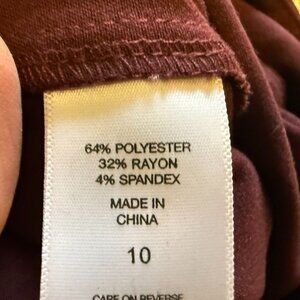 64% POLYESTER
32% RAYON
4% SPANDEX
MADE IN
CHINA
10
CARE ON REVERSE